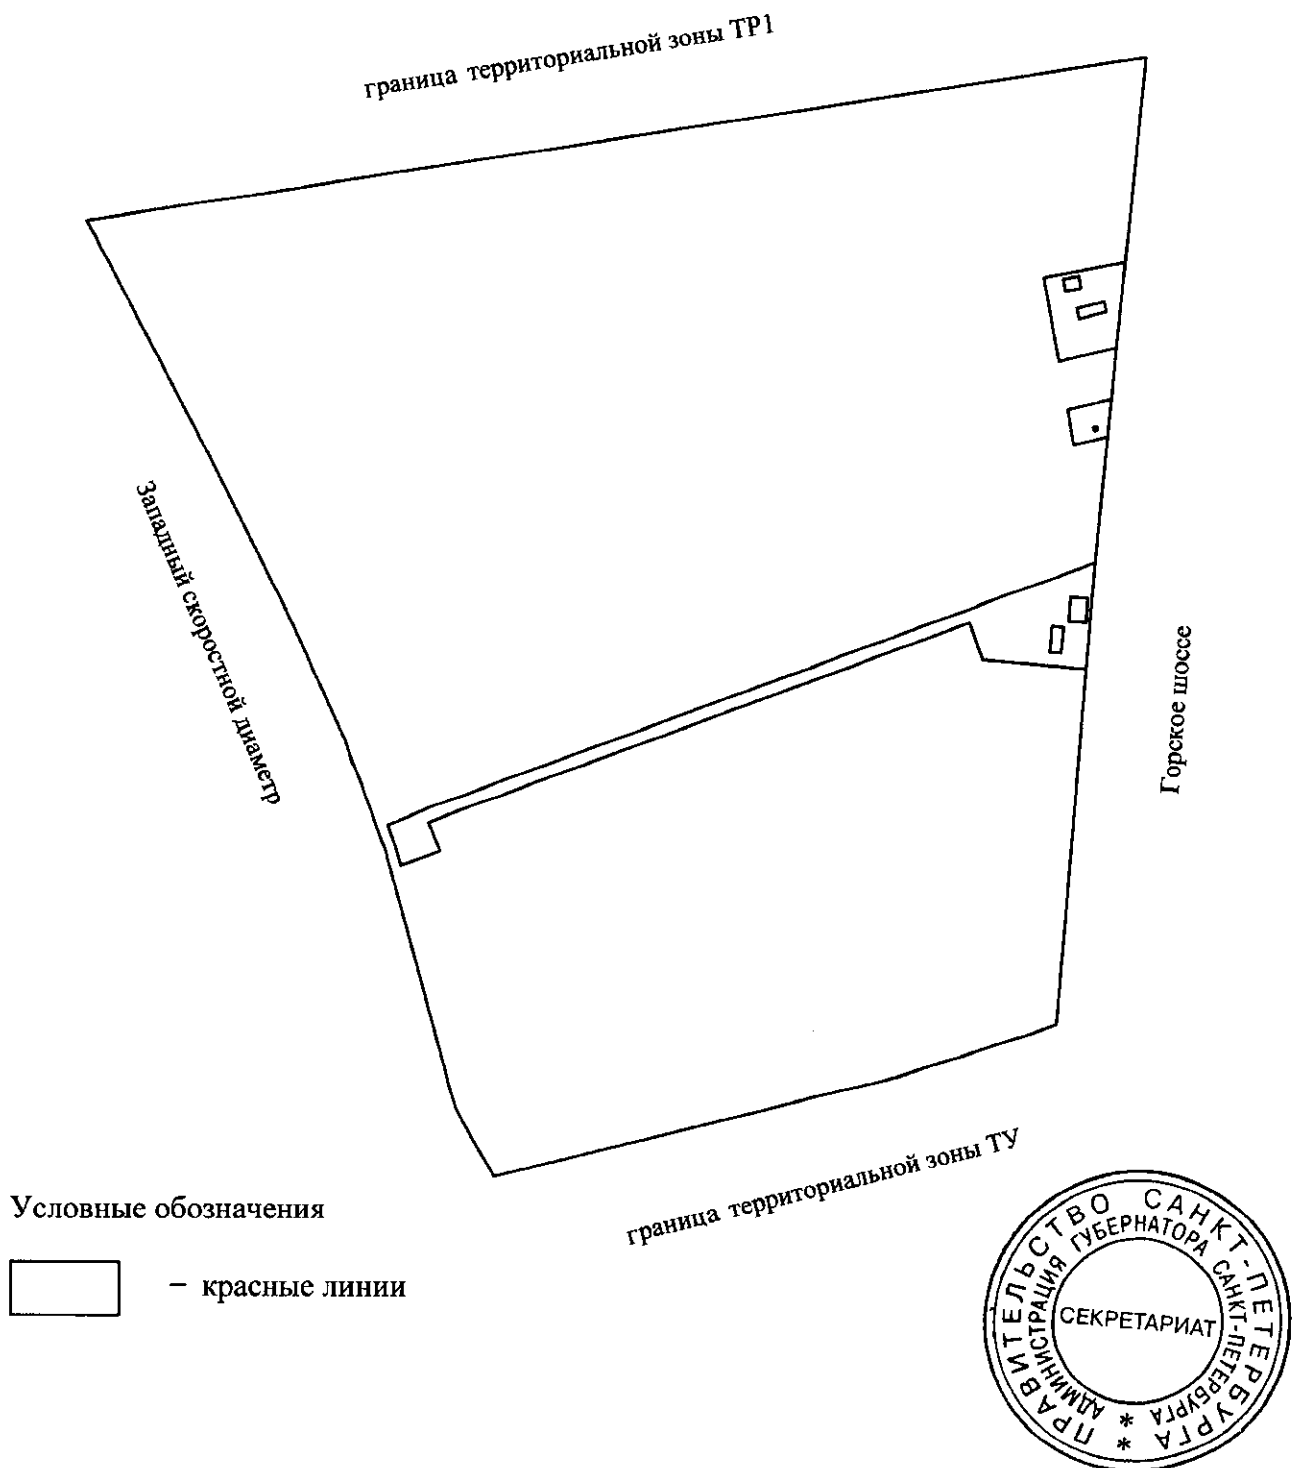 граница территориальной зоны ТР1
Западный скоростной диаметр
Горское шоссе
граница территориальной зоны ТУ
Условные обозначения
– красные линии
ПРАВИТЕЛЬСТВО САНКТ-ПЕТЕРБУРГА *
АДМИНИСТРАЦИЯ ГУБЕРНАТОРА САНКТ-ПЕТЕРБУРГА *
СЕКРЕТАРИАТ